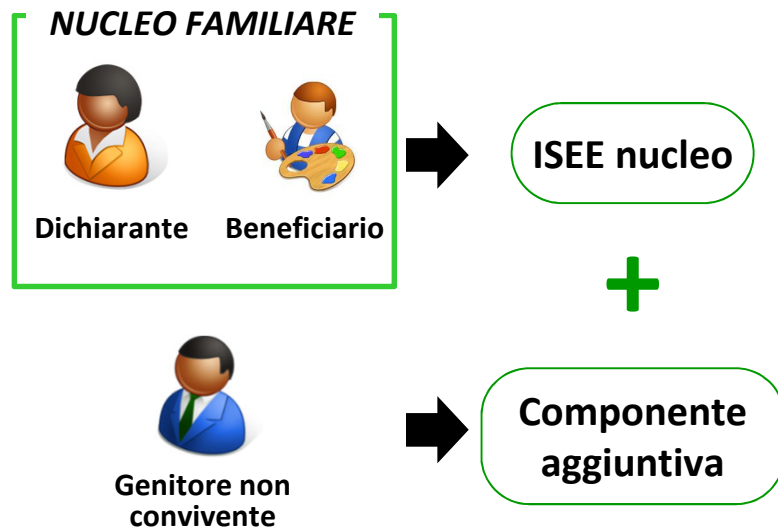 NUCLEO FAMILIARE
Dichiarante
Beneficiario
ISEE nucleo
+
Genitore non
convivente
Componente
aggiuntiva